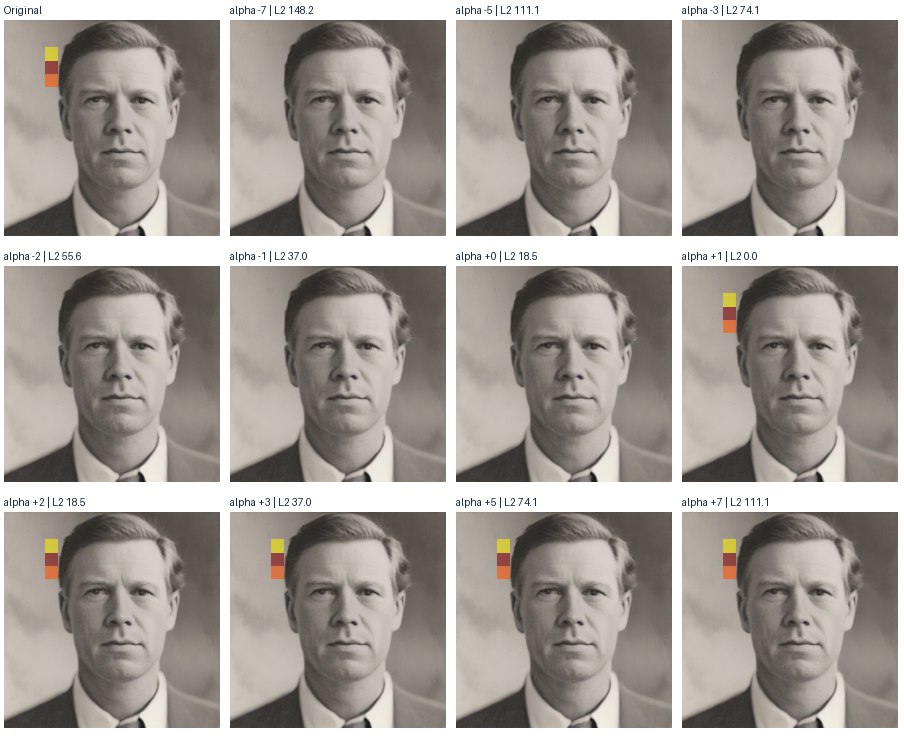 Original
alpha -7 | L2 148.2
alpha -5 | L2 111.1
alpha -3 | L2 74.1
alpha -2 | L2 55.6
alpha -1 | L2 37.0
alpha +0 | L2 18.5
alpha +1 | L2 0.0
alpha +2 | L2 18.5
alpha +3 | L2 37.0
alpha +5 | L2 74.1
alpha +7 | L2 111.1